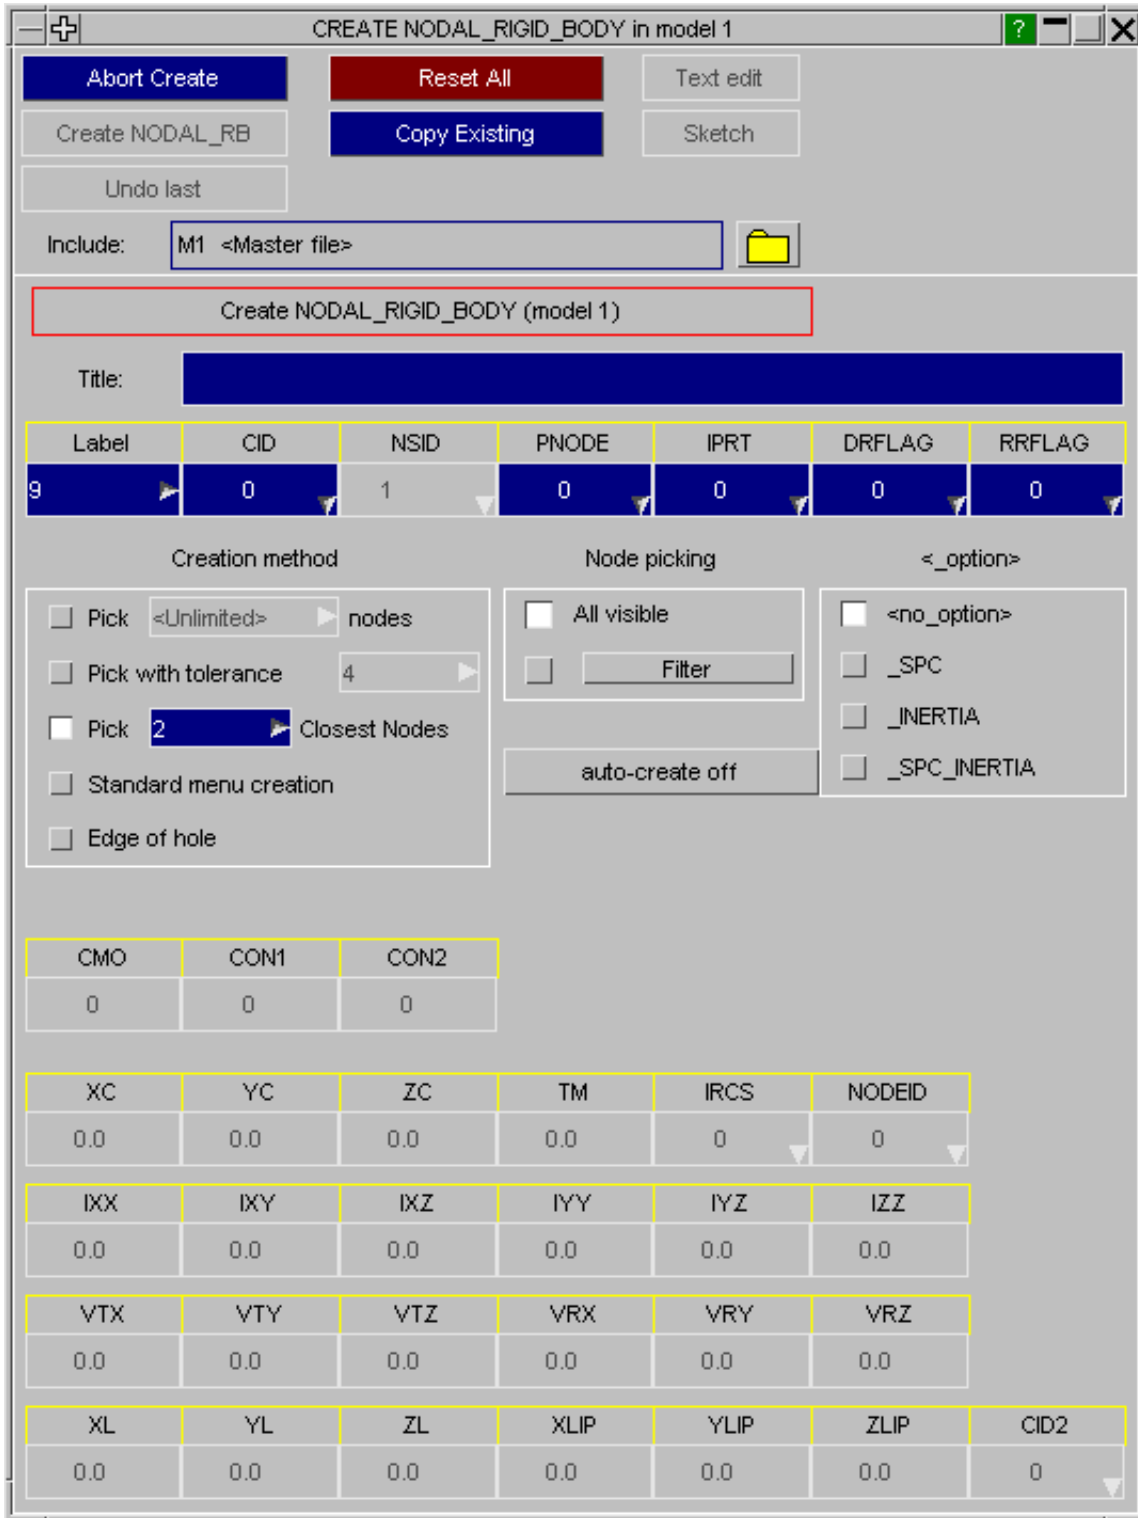 CREATE NODAL_RIGID_BODY in model 1 ?
Abort Create Reset All Text edit
Create NODAL_RB Copy Existing Sketch
Undo last
Include: M1 <Master file>
Create NODAL_RIGID_BODY (model 1)
Title:
Label CID NSID PNODE IPRT DRFLAG RRFLAG
9 0 1 0 0 0 0
Creation method Node picking <_option>
Pick <Unlimited> nodes All visible <no_option>
Pick with tolerance 4 Filter _SPC
Pick 2 Closest Nodes _INERTIA
Standard menu creation auto-create off _SPC_INERTIA
Edge of hole
CMO CON1 CON2
0 0 0
XC YC ZC TM IRCS NODEID
0.0 0.0 0.0 0.0 0 0
IXX IXY IXZ IYY IYZ IZZ
0.0 0.0 0.0 0.0 0.0 0.0
VTX VTY VTZ VRX VRY VRZ
0.0 0.0 0.0 0.0 0.0 0.0
XL YL ZL XLIP YLIP ZLIP CID2
0.0 0.0 0.0 0.0 0.0 0.0 0